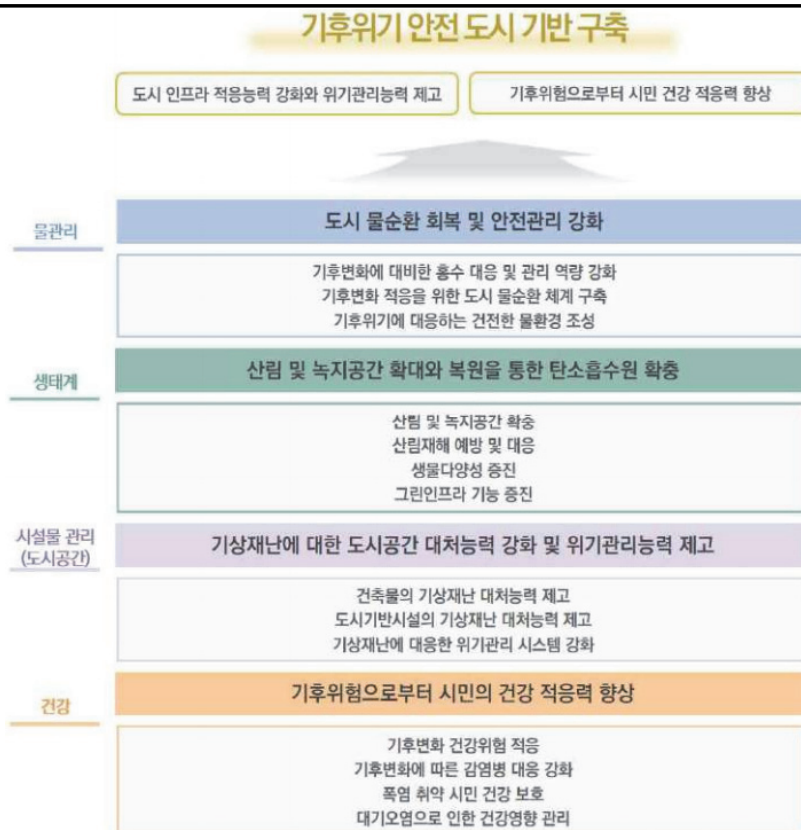 기후위기 안전 도시 기반 구축
도시 인프라 적응능력 강화와 위기관리능력 제고
기후위험으로부터 시민 건강 적응력 향상
물관리
도시 물순환 회복 및 안전관리 강화
기후변화에 대비한 홍수 대응 및 관리 역량 강화
기후변화 적응을 위한 도시 물순환 체계 구축
기후위기에 대응하는 건전한 물환경 조성
생태계
산림 및 녹지공간 확대와 복원을 통한 탄소흡수원 확충
산림 및 녹지공간 확충
산림재해 예방 및 대응
생물다양성 증진
그린인프라 기능 증진
시설물 관리
(도시공간)
기상재난에 대한 도시공간 대처능력 강화 및 위기관리능력 제고
건축물의 기상재난 대처능력 제고
도시기반시설의 기상재난 대처능력 제고
기상재난에 대응한 위기관리 시스템 강화
건강
기후위험으로부터 시민의 건강 적응력 향상
기후변화 건강위험 적응
기후변화에 따른 감염병 대응 강화
폭염 취약 시민 건강 보호
대기오염으로 인한 건강영향 관리